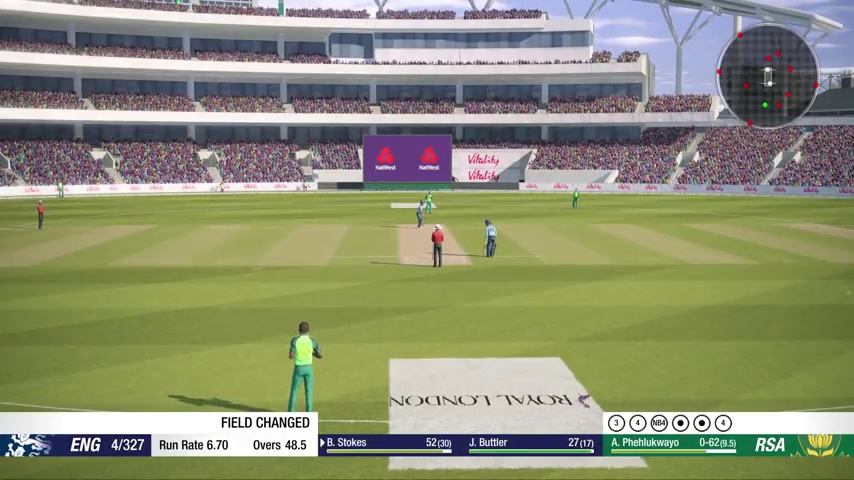 NatWest NatWest
Vitality
Vitality
ROYAL LONDON
FIELD CHANGED
3 4 NB4 4
ENG 4/327 Run Rate 6.70 Overs 48.5 B. Stokes 52(30) J. Buttler 27(17) A. Phehlukwayo 0-62(9.5) RSA